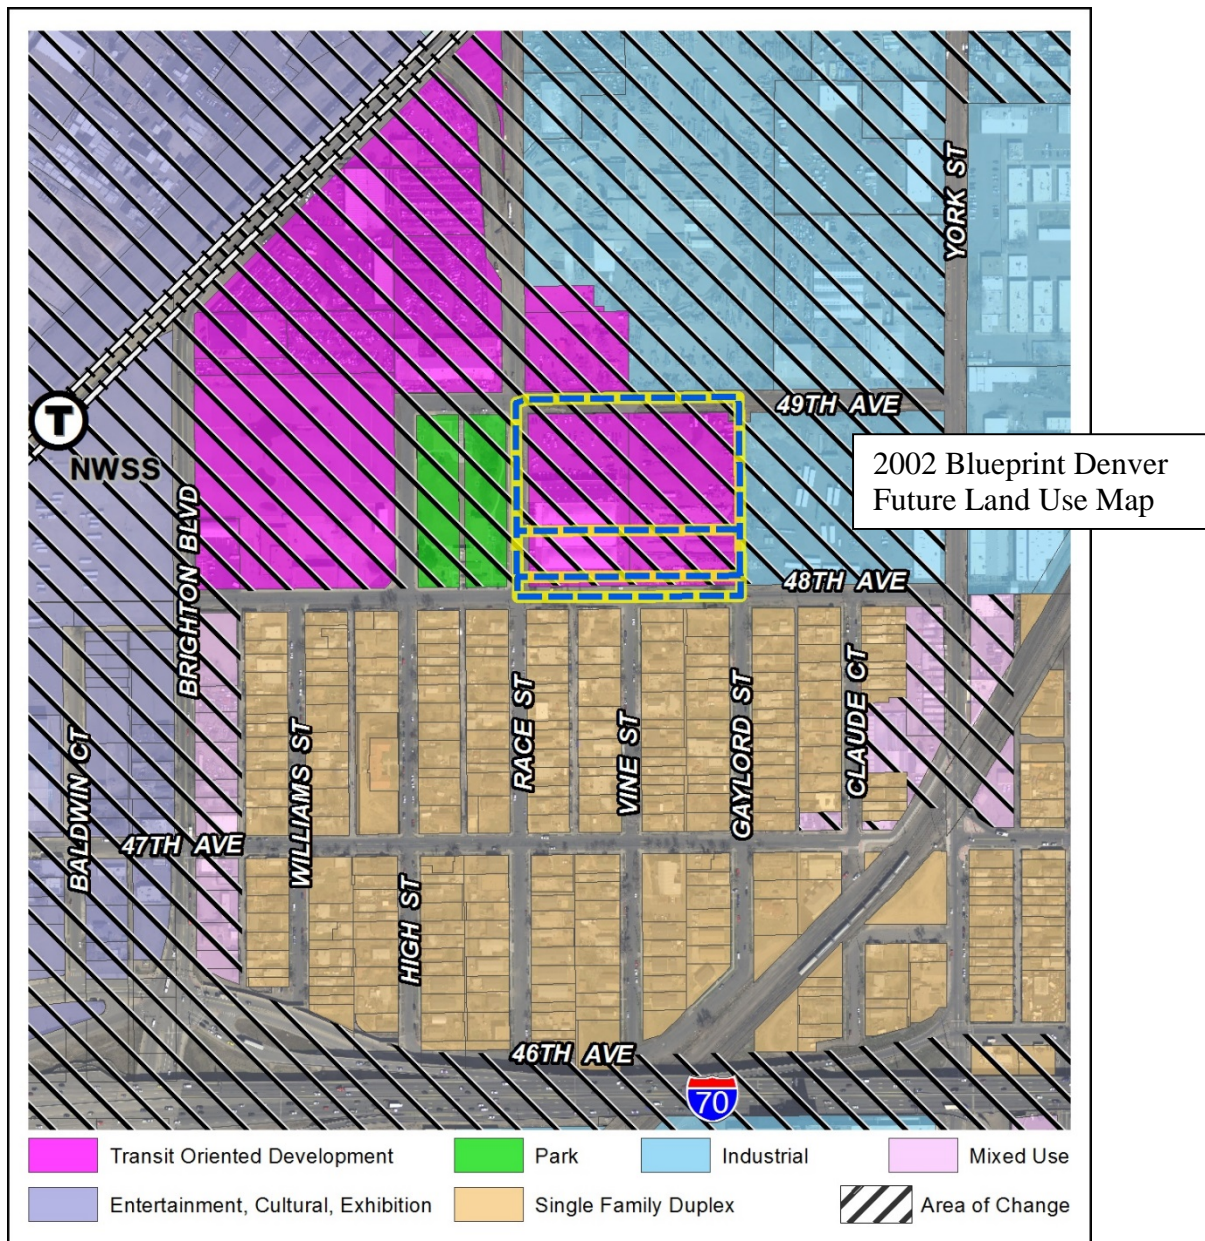 YORK ST
49TH AVE
T
NWSS
2002 Blueprint Denver
Future Land Use Map
BRIGHTON BLVD
48TH AVE
BALDWIN CT
WILLIAMS ST
RACE ST
VINE ST
GAYLORD ST
CLAUDE CT
47TH AVE
HIGH ST
46TH AVE
70
Transit Oriented Development
Park
Industrial
Mixed Use
Entertainment, Cultural, Exhibition
Single Family Duplex
Area of Change